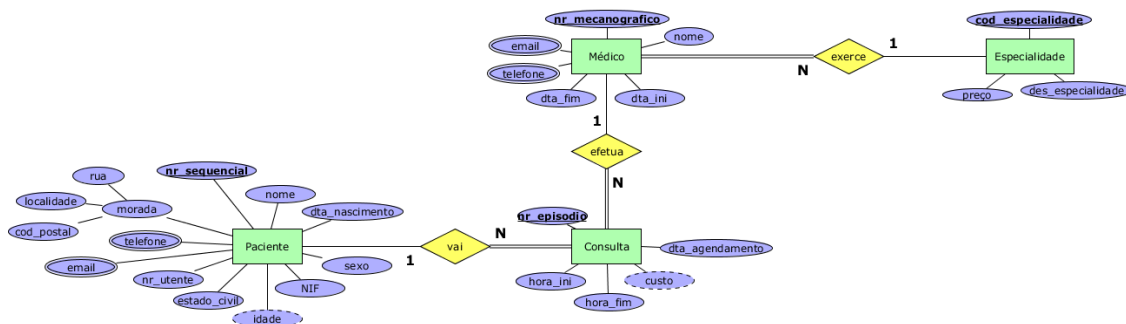 nr_mecanografico
cod_especialidade
email
nome
1
Médico
exerce
Especialidade
telefone
N
dta_fim
dta_ini
preço
des_especialidade
1
efetua
rua
nr_sequencial
N
localidade
morada
nome
dta_nascimento
nr_episodio
cod_postal
telefone
Paciente
vai
N
Consulta
dta_agendamento
email
1
sexo
nr_utente
hora_ini
custo
NIF
estado_civil
hora_fim
idade